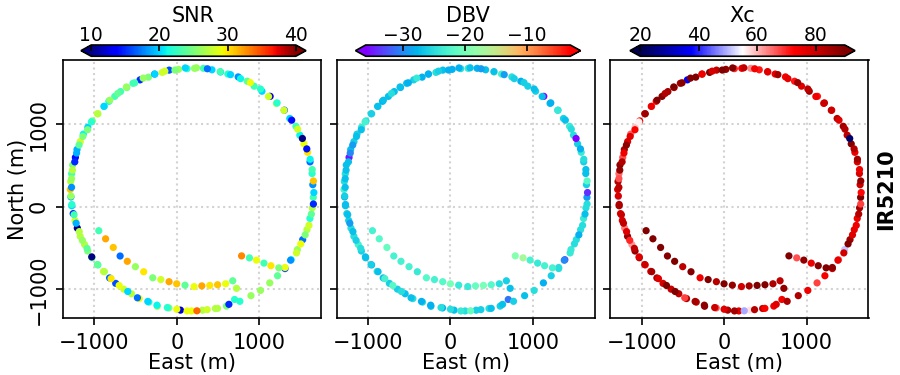 SNR DBV Xc
10 20 30 40 −30 −20 −10 20 40 60 80
North (m)
1000
0
−1000
IR5210
−1000 0 1000 −1000 0 1000 −1000 0 1000
East (m) East (m) East (m)